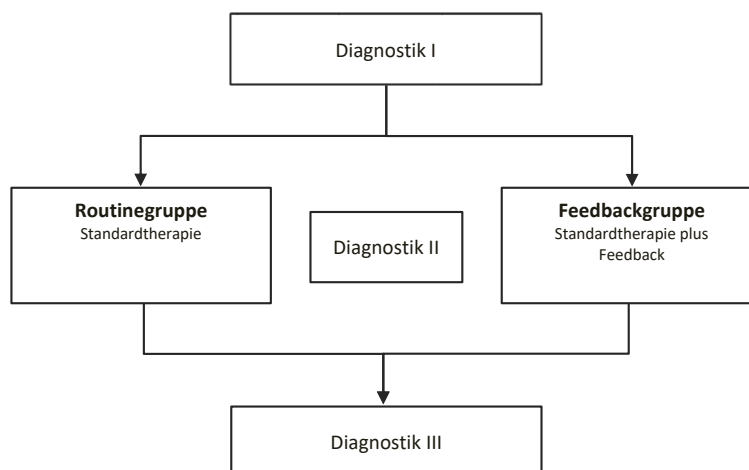 Diagnostik I
Routinegruppe
Standardtherapie
Diagnostik II
Feedbackgruppe
Standardtherapie plus
Feedback
Diagnostik III